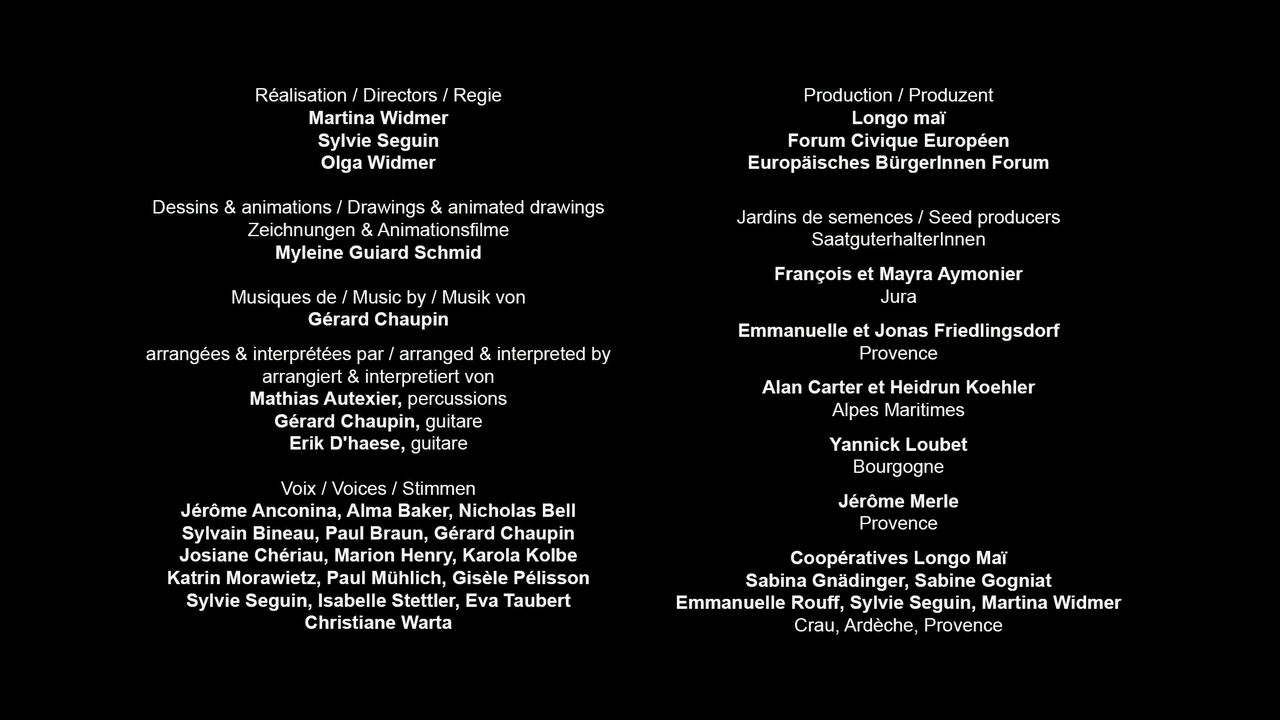 Réalisation / Directors / Regie
Martina Widmer
Sylvie Seguin
Olga Widmer
Dessins & animations / Drawings & animated drawings
Zeichnungen & Animationsfilme
Myleine Guiard Schmid
Musiques de / Music by / Musik von
Gérard Chaupin
arrangées & interprétées par / arranged & interpreted by
arrangiert & interpretiert von
Mathias Autexier, percussions
Gérard Chaupin, guitare
Erik D'haese, guitare
Voix / Voices / Stimmen
Jérôme Anconina, Alma Baker, Nicholas Bell
Sylvain Bineau, Paul Braun, Gérard Chaupin
Josiane Chériau, Marion Henry, Karola Kolbe
Katrin Morawietz, Paul Mühlich, Gisèle Pélisson
Sylvie Seguin, Isabelle Stettler, Eva Taubert
Christiane Warta
Production / Produzent
Longo maï
Forum Civique Européen
Europäisches BürgerInnen Forum
Jardins de semences / Seed producers
SaatguterhalterInnen
François et Mayra Aymonier
Jura
Emmanuelle et Jonas Friedlingsdorf
Provence
Alan Carter et Heidrun Koehler
Alpes Maritimes
Yannick Loubet
Bourgogne
Jérôme Merle
Provence
Coopératives Longo Maï
Sabina Gnädinger, Sabine Gogniat
Emmanuelle Rouff, Sylvie Seguin, Martina Widmer
Crau, Ardèche, Provence